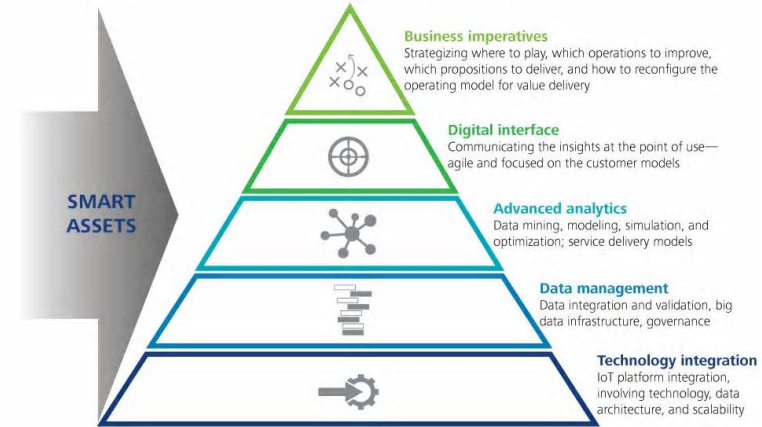 Business imperatives
Strategizing where to play, which operations to improve,
which propositions to deliver, and how to reconfigure the
operating model for value delivery
Digital interface
Communicating the insights at the point of use—
agile and focused on the customer models
SMART
ASSETS
Advanced analytics
Data mining, modeling, simulation, and
optimization; service delivery models
Data management
Data integration and validation, big
data infrastructure, governance
Technology integration
IoT platform integration,
involving technology, data
architecture, and scalability